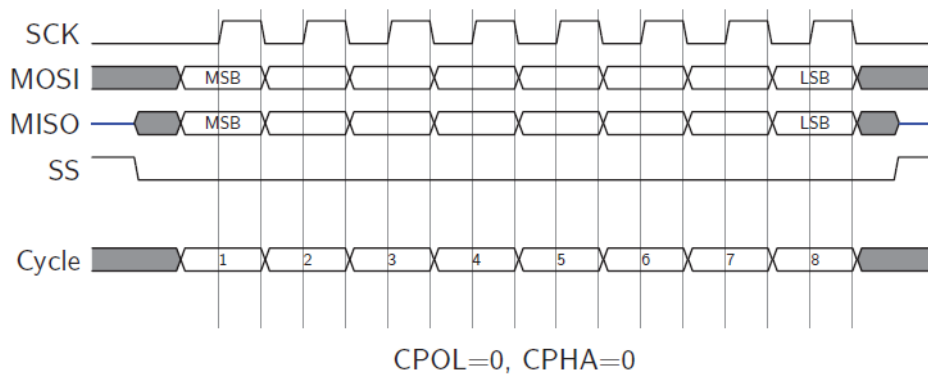 SCK
MOSI MSB LSB
MISO MSB LSB
SS
Cycle 1 2 3 4 5 6 7 8
CPOL=0, CPHA=0